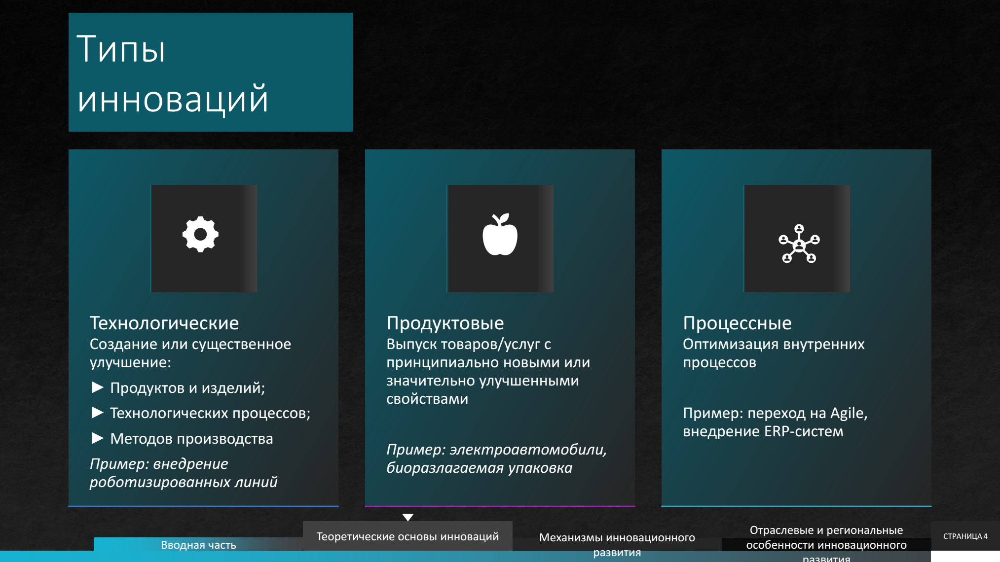 Типы
инноваций
Технологические
Создание или существенное
улучшение:
► Продуктов и изделий;
► Технологических процессов;
► Методов производства
Пример: внедрение
роботизированных линий
Продуктовые
Выпуск товаров/услуг с
принципиально новыми или
значительно улучшенными
свойствами
Пример: электроавтомобили,
биоразлагаемая упаковка
Процессные
Оптимизация внутренних
процессов
Пример: переход на Agile,
внедрение ERP-систем
Вводная часть
Теоретические основы инноваций
Механизмы инновационного
развития
Отраслевые и региональные
особенности инновационного
развития
СТРАНИЦА 4